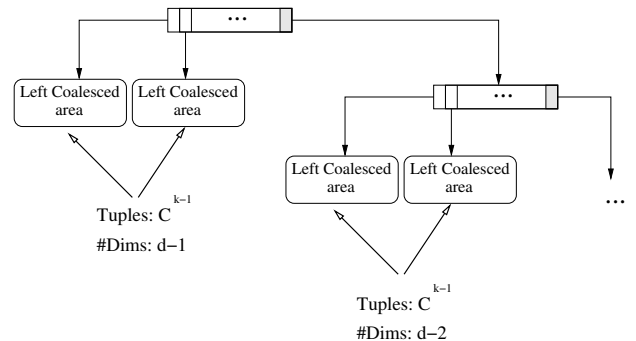 ...
Left Coalesced
area
Left Coalesced
area
...
Left Coalesced
area
Left Coalesced
area
...
Tuples: C^k−1
#Dims: d−1
Tuples: C^k−1
#Dims: d−2